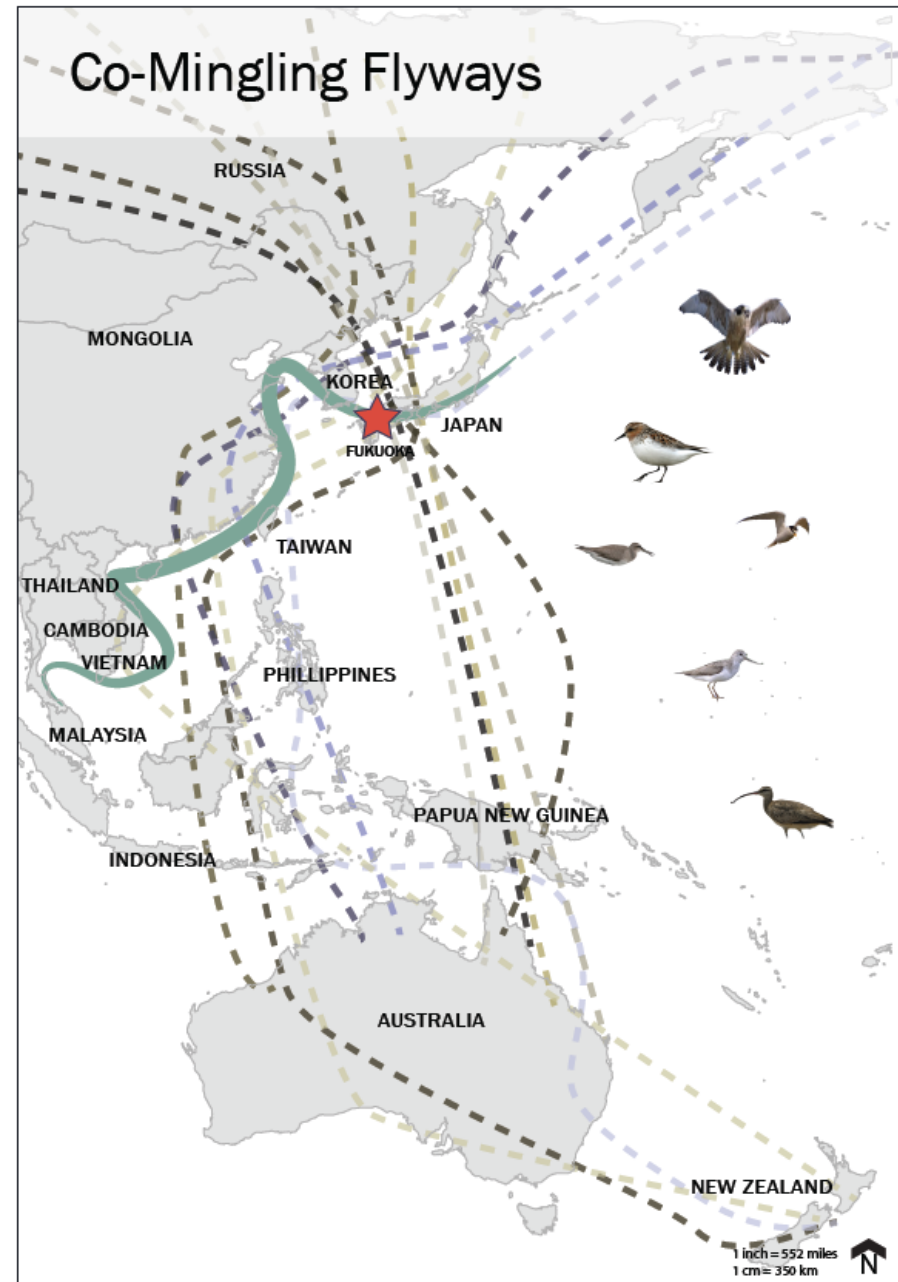 Co-Mingling Flyways
RUSSIA
MONGOLIA
KOREA
JAPAN
FUKUOKA
TAIWAN
THAILAND
CAMBODIA
VIETNAM
PHILLIPPINES
MALAYSIA
PAPUA NEW GUINEA
INDONESIA
AUSTRALIA
NEW ZEALAND
1 inch = 552 miles
1 cm = 350 km
N